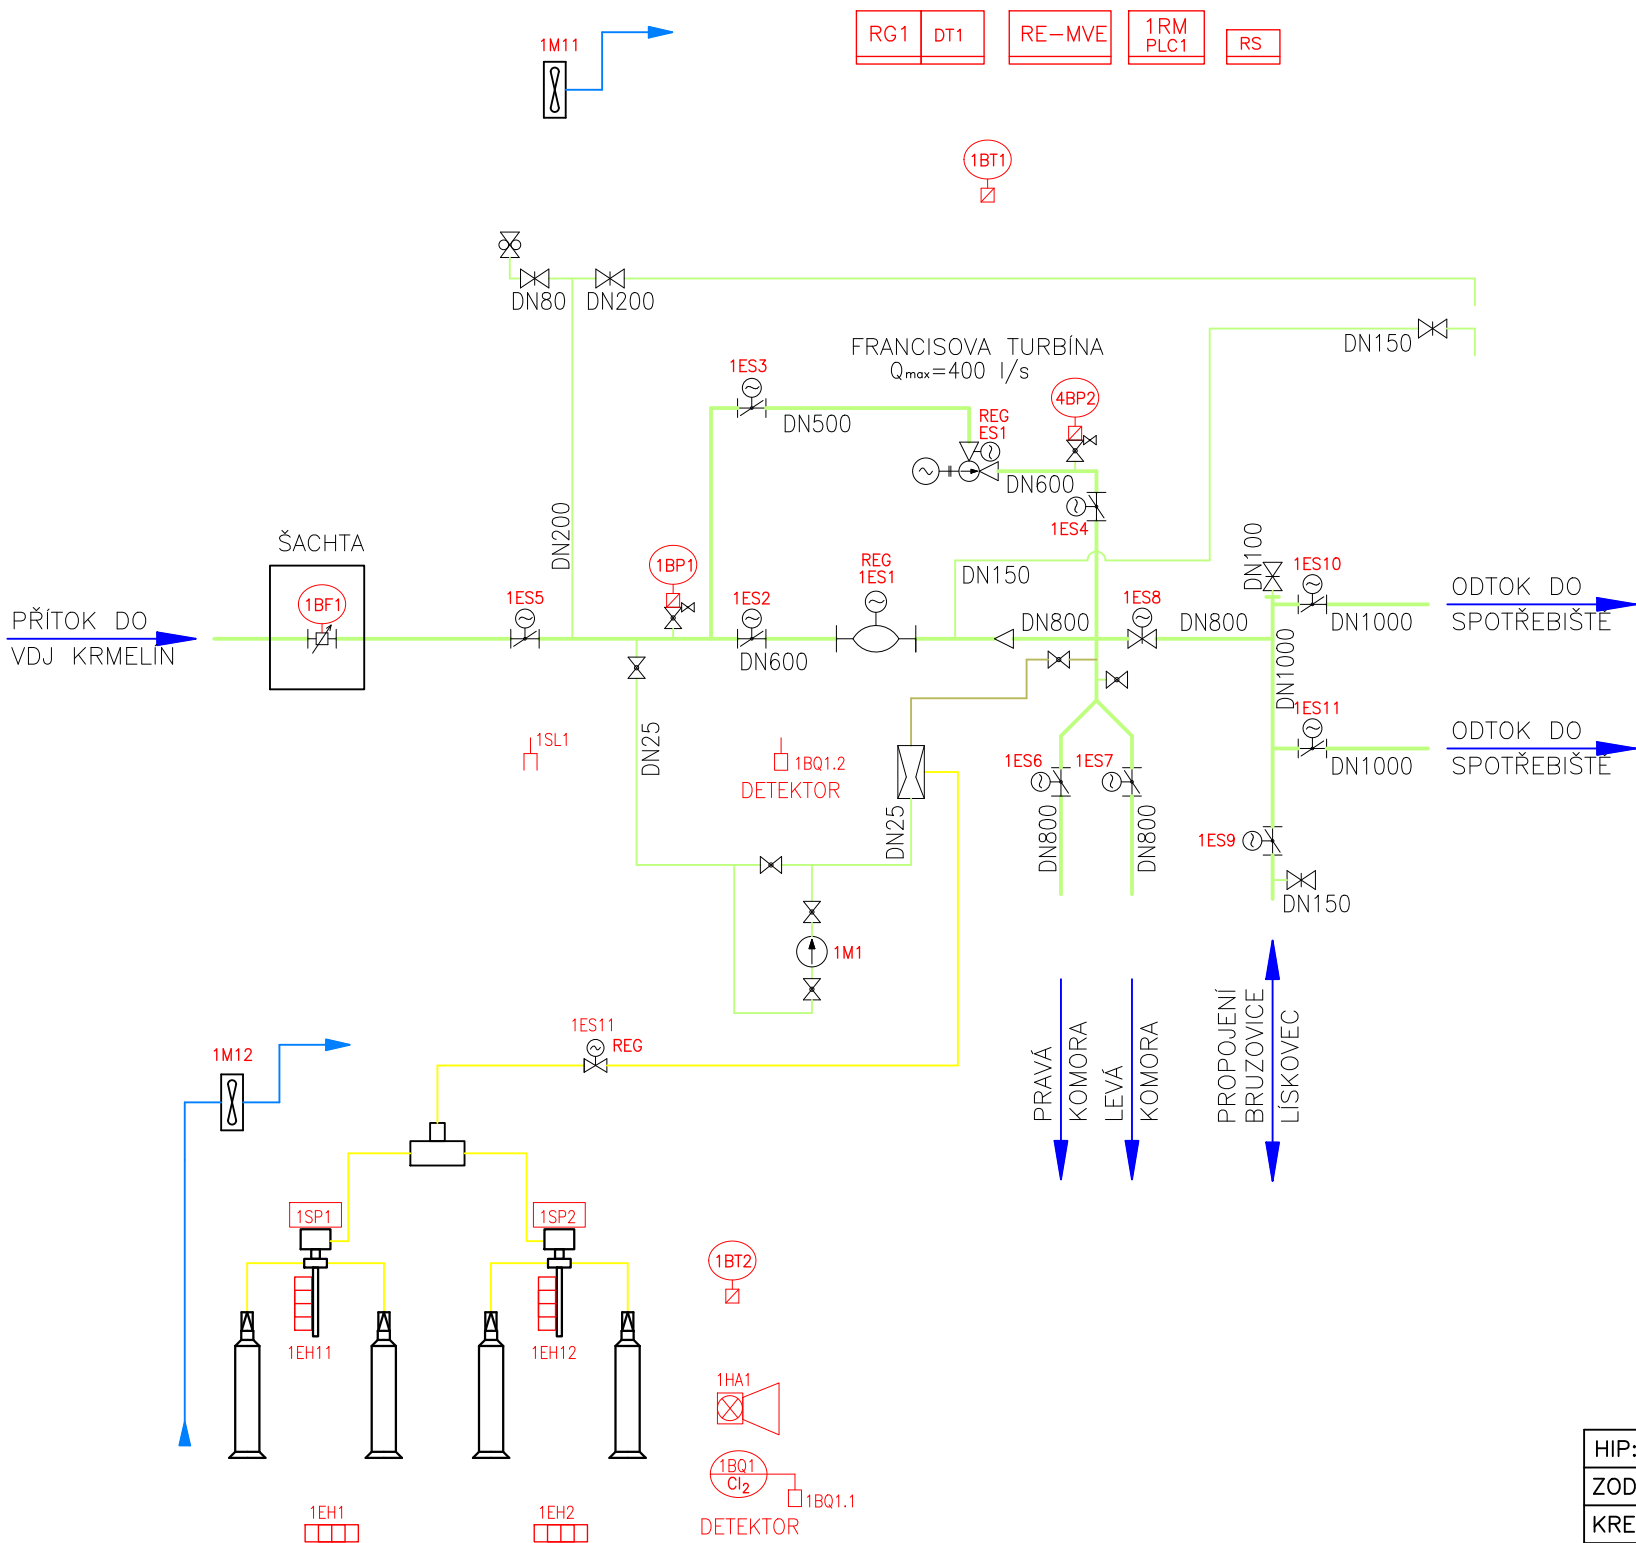 1M11
RG1
DT1
RE-MVE
1RM
PLC1
RS
1BT1
DN80
DN200
FRANCISOVA TURBÍNA
Qmax=400 l/s
DN150
1ES3
DN500
REG
ES1
4BP2
DN600
1ES4
DN200
ŠACHTA
1BF1
PŘÍTOK DO
VDJ KRMELÍN
1ES5
1BP1
1ES2
DN600
REG
1ES1
DN150
DN800
1ES8
DN800
DN100
1ES10
DN1000
ODTOK DO
SPOTŘEBIŠTĚ
DN1000
1ES11
DN1000
ODTOK DO
SPOTŘEBIŠTĚ
1SL1
DN25
1BQ1.2
DETEKTOR
DN25
1ES6
1ES7
DN800
DN800
1ES9
DN150
1M1
1ES11
REG
1M12
PRAVÁ
KOMORA
LEVÁ
KOMORA
PROPOJENÍ
BRUZOVICE
LÍSKOVEC
1SP1
1SP2
1EH11
1EH12
1BT2
1HA1
1BQ1
Cl2
1BQ1.1
DETEKTOR
1EH1
1EH2
HIP:
ZOD
KRE